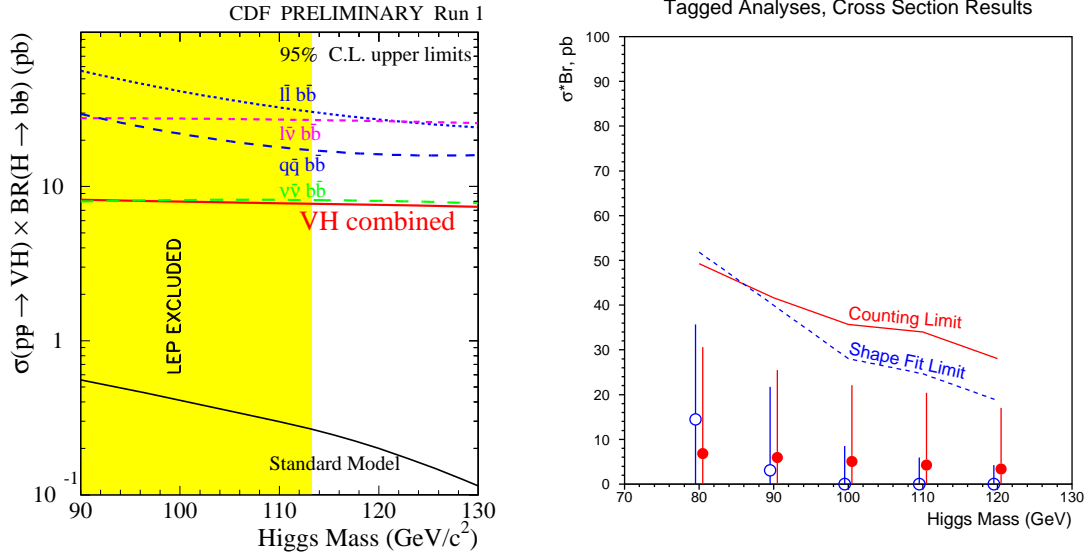 CDF PRELIMINARY Run 1
σ(pp̄ → VH) × BR(H → bb̄) (pb)
95% C.L. upper limits
ll̄ bb̄
lν̄ bb̄
qq̄ bb̄
νν̄ bb̄
VH combined
LEP EXCLUDED
Standard Model
10
1
10⁻¹
90 100 110 120 130
Higgs Mass (GeV/c²)
Tagged Analyses, Cross Section Results
σ*Br, pb
100
90
80
70
60
50
40
30
20
10
0
Counting Limit
Shape Fit Limit
70 80 90 100 110 120 130
Higgs Mass (GeV)